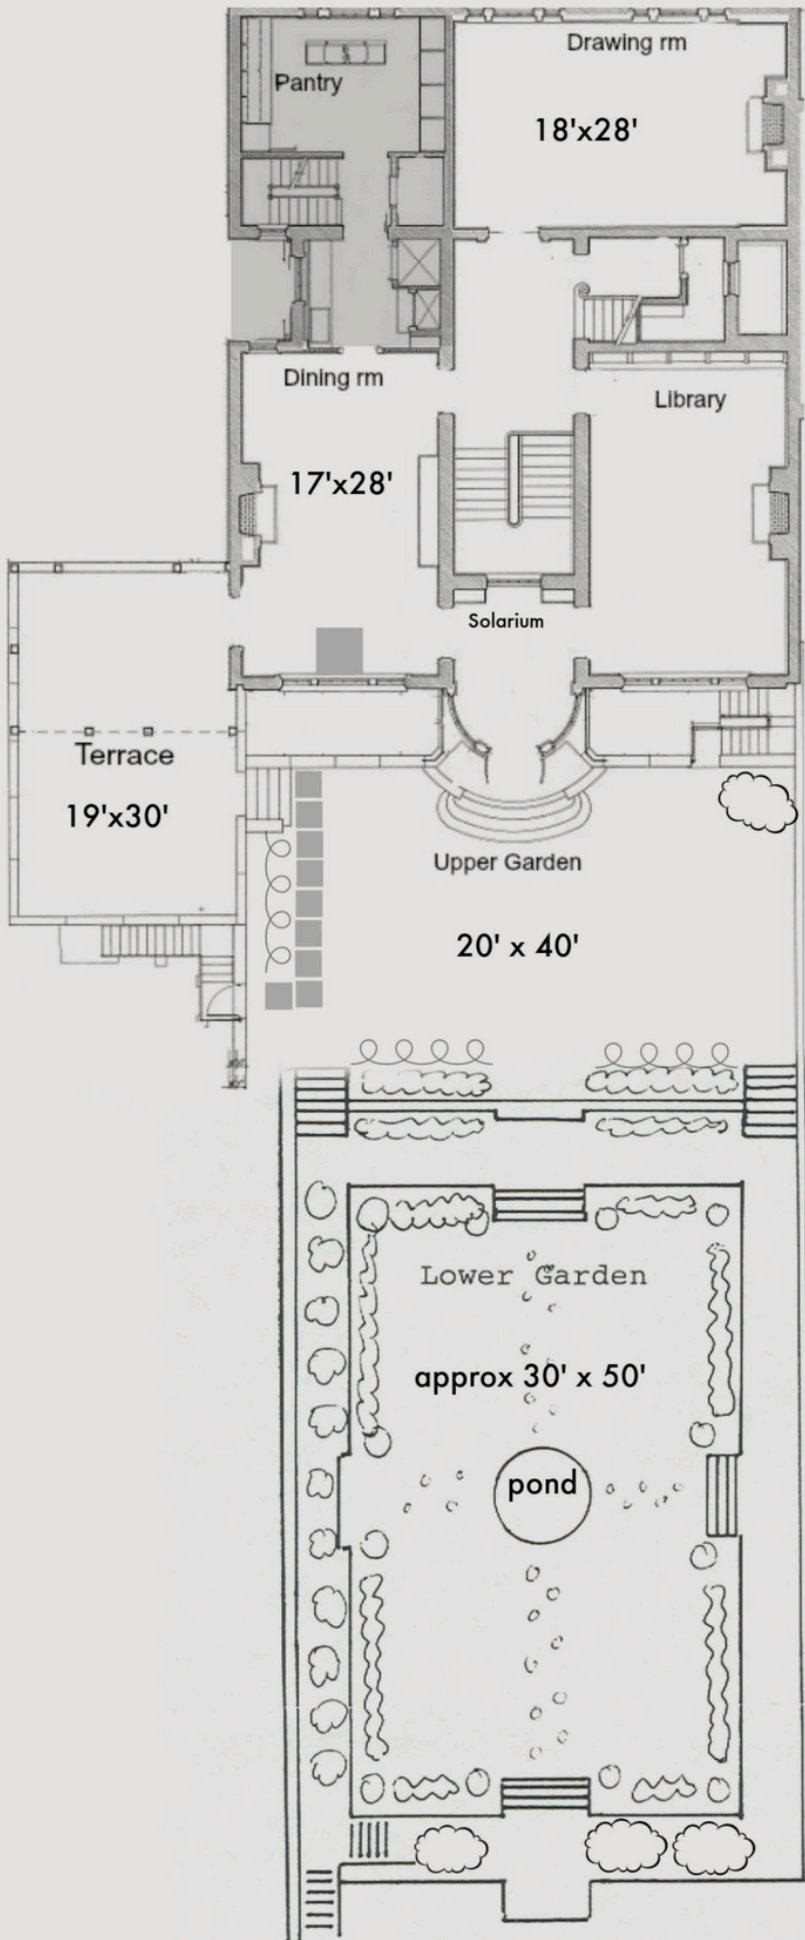 Drawing rm
Pantry
18'x28'
Dining rm
Library
17'x28'
Solarium
Terrace
19'x30'
Upper Garden
20' x 40'
Lower Garden
approx 30' x 50'
pond